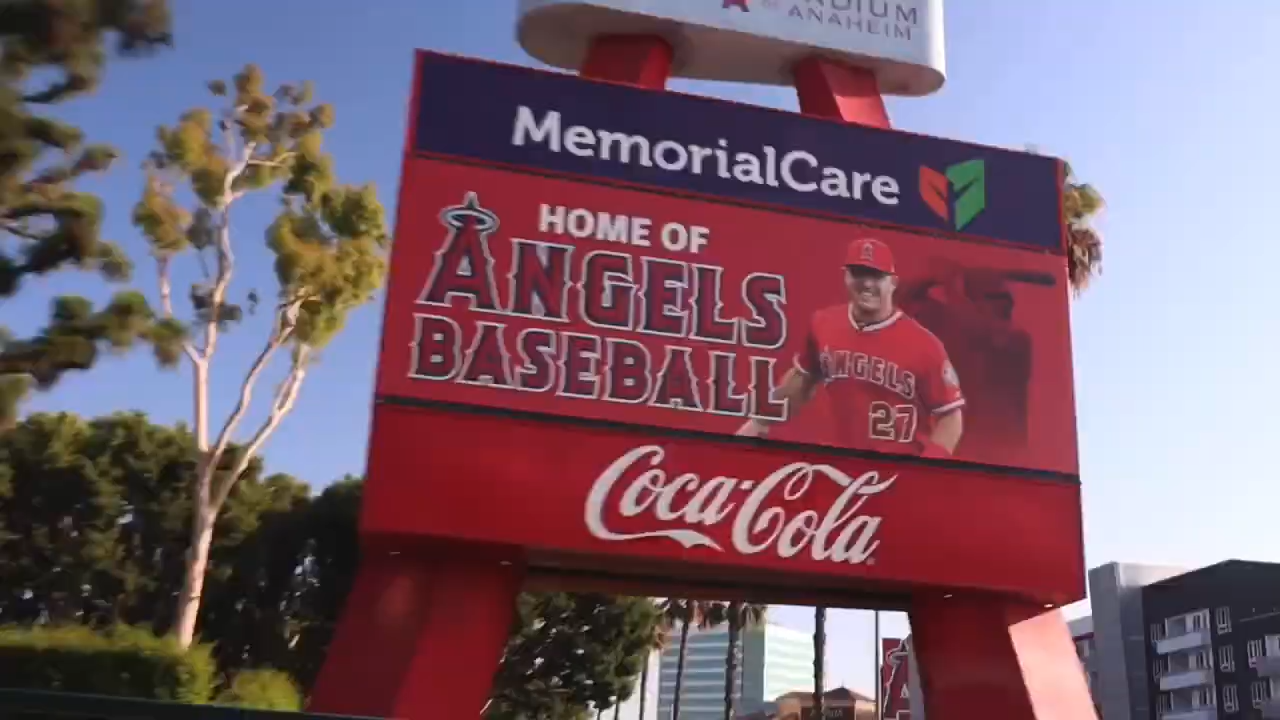 ANAHEIM
MemorialCare
HOME OF
ANGELS
BASEBALL
ANGELS
27
Coca-Cola